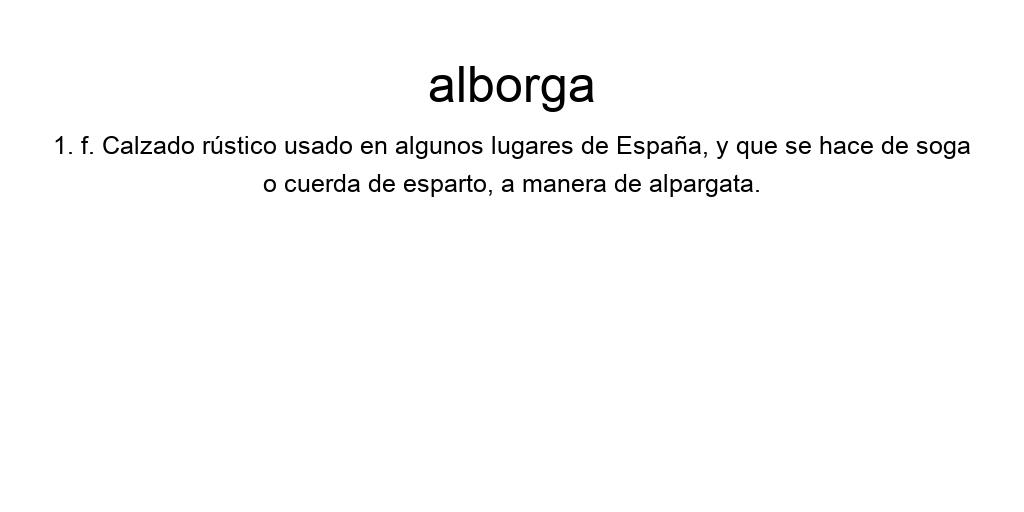 alborga
1. f. Calzado rústico usado en algunos lugares de España, y que se hace de soga
o cuerda de esparto, a manera de alpargata.